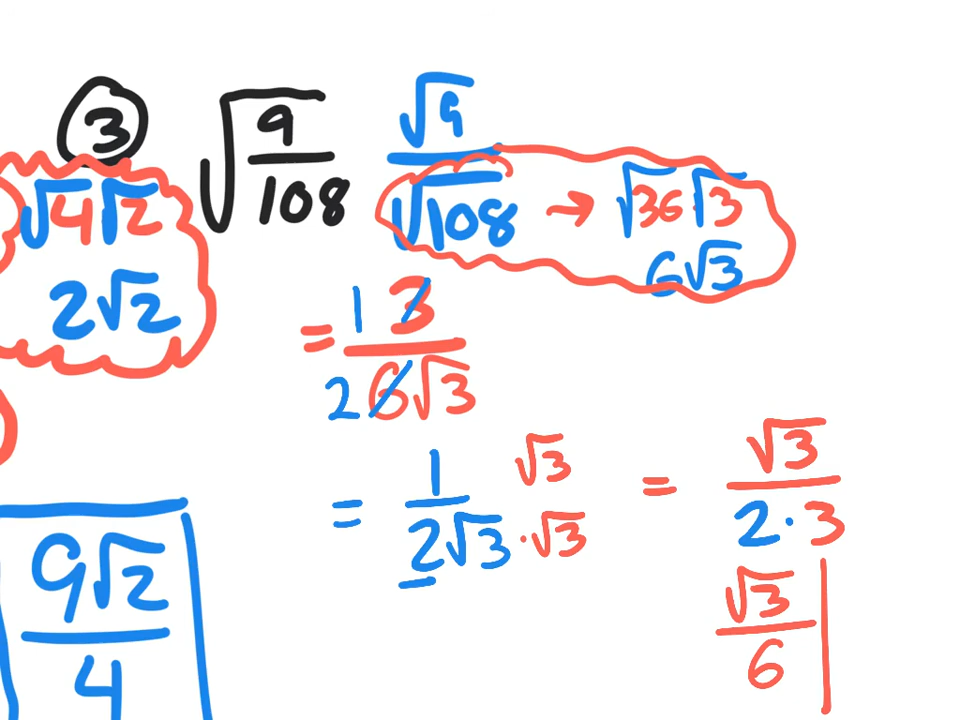 ③ √(9/108) √9/√108 → √36√3
6√3
√4√2
2√2
= 1 3/2 6√3
= 1/2√3 · √3/√3 = √3/2·3
√3/6
9√2/4